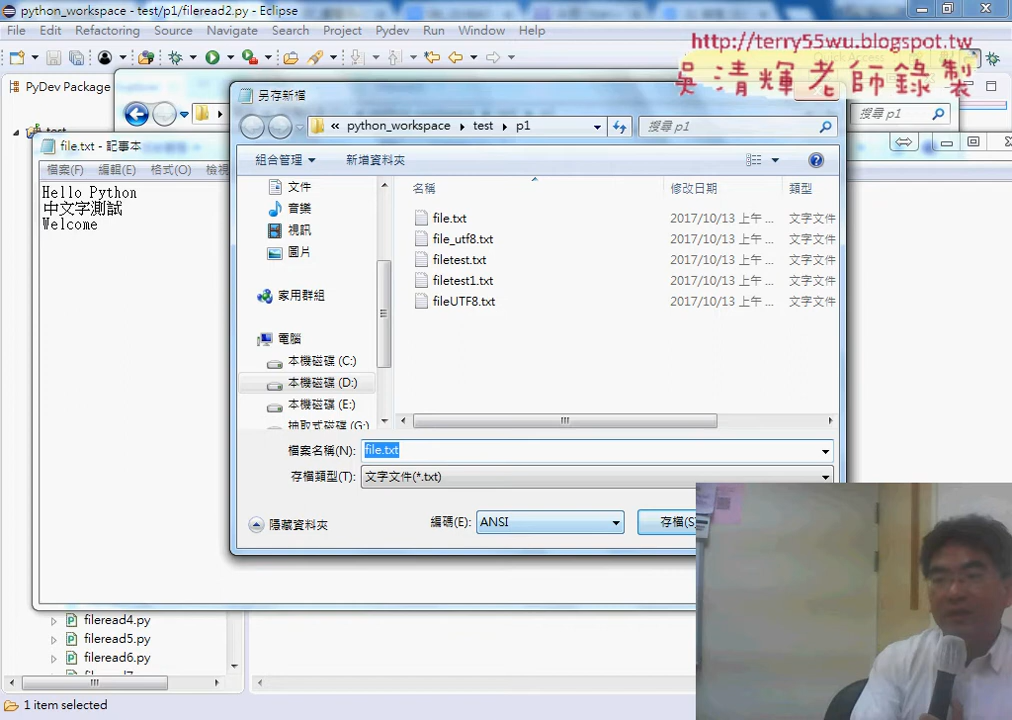 python_workspace - test/p1/fileread2.py - Eclipse
File Edit Refactoring Source Navigate Search Project Pydev Run Window Help
http://terry55wu.blogspot.tw
吳清輝老師錄製
PyDev Package
test
搜尋 p1
file.txt - 記事本
檔案(F) 編輯(E) 格式(O) 檢視
Hello Python
中文字測試
Welcome
另存新檔
« python_workspace test p1
搜尋 p1
組合管理 新增資料夾
名稱 修改日期 類型
文件
音樂
視訊
圖片
家用群組
電腦
本機磁碟 (C:)
本機磁碟 (D:)
本機磁碟 (E:)
抽取式磁碟 (G:)
file.txt 2017/10/13 上午 ... 文字文件
file_utf8.txt 2017/10/13 上午 ... 文字文件
filetest.txt 2017/10/13 上午 ... 文字文件
filetest1.txt 2017/10/13 上午 ... 文字文件
fileUTF8.txt 2017/10/13 上午 ... 文字文件
檔案名稱(N): file.txt
存檔類型(T): 文字文件(*.txt)
隱藏資料夾
編碼(E): ANSI
存檔(S
fileread4.py
fileread5.py
fileread6.py
1 item selected